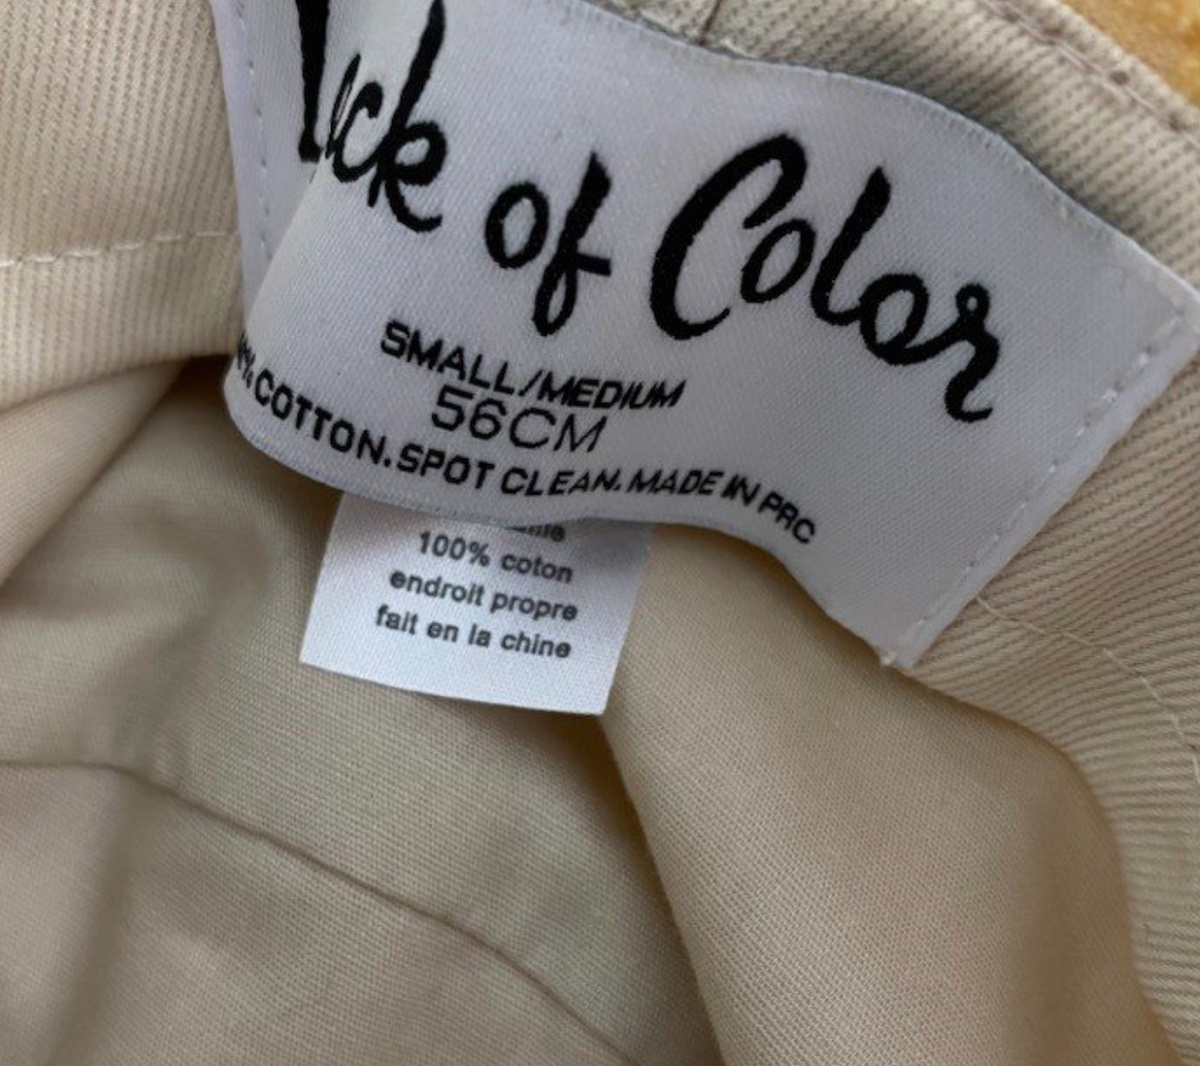 of Color
SMALL/MEDIUM
56CM
% COTTON. SPOT CLEAN. MADE IN PRC
100% coton
endroit propre
fait en la chine